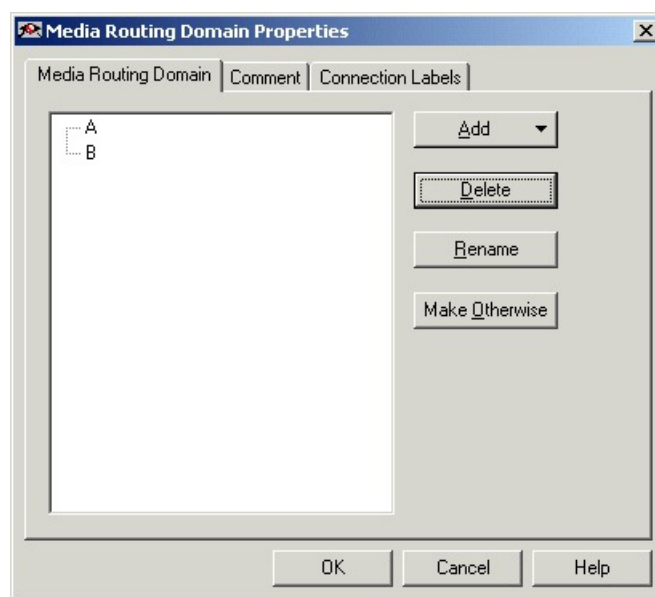 Media Routing Domain Properties
Media Routing Domain Comment Connection Labels
A
B
Add
Delete
Rename
Make Otherwise
OK Cancel Help